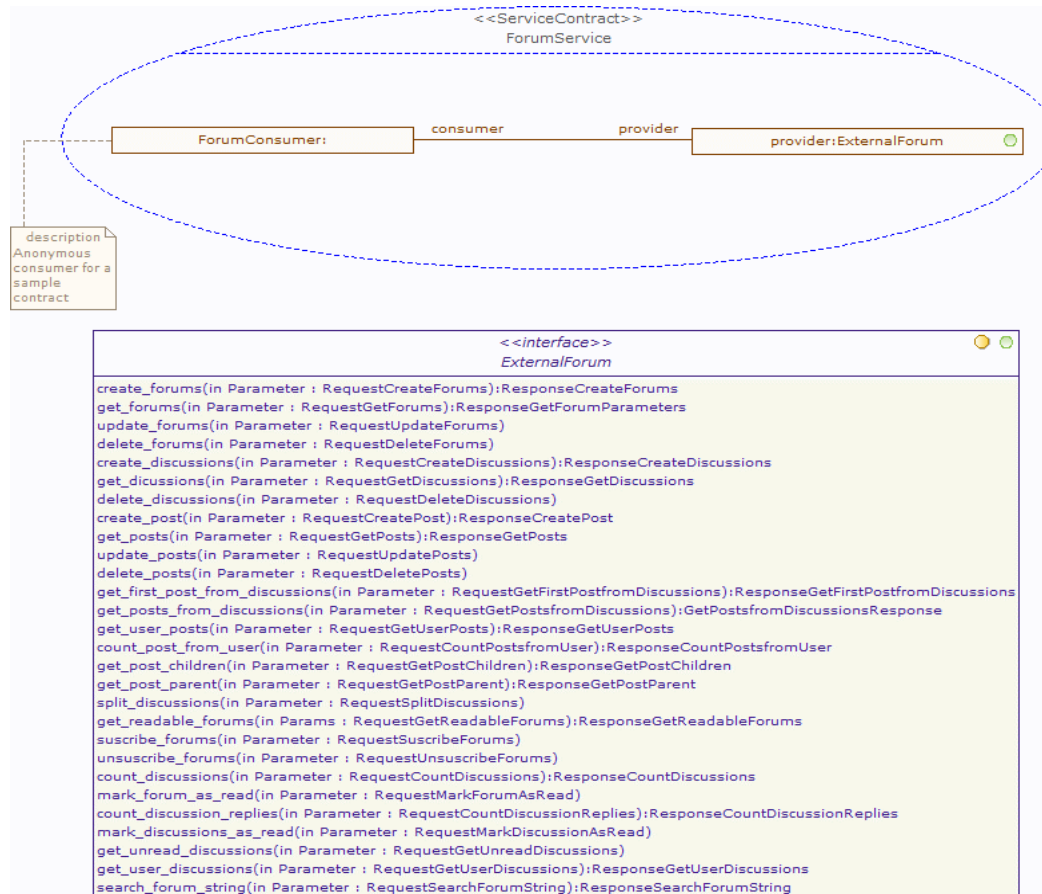 <<ServiceContract>>
ForumService
consumer
provider
ForumConsumer:
provider:ExternalForum
description
Anonymous
consumer for a
sample
contract
<<interface>>
ExternalForum
create_forums(in Parameter : RequestCreateForums):ResponseCreateForums
get_forums(in Parameter : RequestGetForums):ResponseGetForumParameters
update_forums(in Parameter : RequestUpdateForums)
delete_forums(in Parameter : RequestDeleteForums)
create_discussions(in Parameter : RequestCreateDiscussions):ResponseCreateDiscussions
get_dicussions(in Parameter : RequestGetDiscussions):ResponseGetDiscussions
delete_discussions(in Parameter : RequestDeleteDiscussions)
create_post(in Parameter : RequestCreatePost):ResponseCreatePost
get_posts(in Parameter : RequestGetPosts):ResponseGetPosts
update_posts(in Parameter : RequestUpdatePosts)
delete_posts(in Parameter : RequestDeletePosts)
get_first_post_from_discussions(in Parameter : RequestGetFirstPostfromDiscussions):ResponseGetFirstPostfromDiscussions
get_posts_from_discussions(in Parameter : RequestGetPostsfromDiscussions):GetPostsfromDiscussionsResponse
get_user_posts(in Parameter : RequestGetUserPosts):ResponseGetUserPosts
count_post_from_user(in Parameter : RequestCountPostsfromUser):ResponseCountPostsfromUser
get_post_children(in Parameter : RequestGetPostChildren):ResponseGetPostChildren
get_post_parent(in Parameter : RequestGetPostParent):ResponseGetPostParent
split_discussions(in Parameter : RequestSplitDiscussions)
get_readable_forums(in Params : RequestGetReadableForums):ResponseGetReadableForums
suscribe_forums(in Parameter : RequestSuscribeForums)
unsuscribe_forums(in Parameter : RequestUnsuscribeForums)
count_discussions(in Parameter : RequestCountDiscussions):ResponseCountDiscussions
mark_forum_as_read(in Parameter : RequestMarkForumAsRead)
count_discussion_replies(in Parameter : RequestCountDiscussionReplies):ResponseCountDiscussionReplies
mark_discussions_as_read(in Parameter : RequestMarkDiscussionAsRead)
get_unread_discussions(in Parameter : RequestGetUnreadDiscussions)
get_user_discussions(in Parameter : RequestGetUserDiscussions):ResponseGetUserDiscussions
search_forum_string(in Parameter : RequestSearchForumString):ResponseSearchForumString